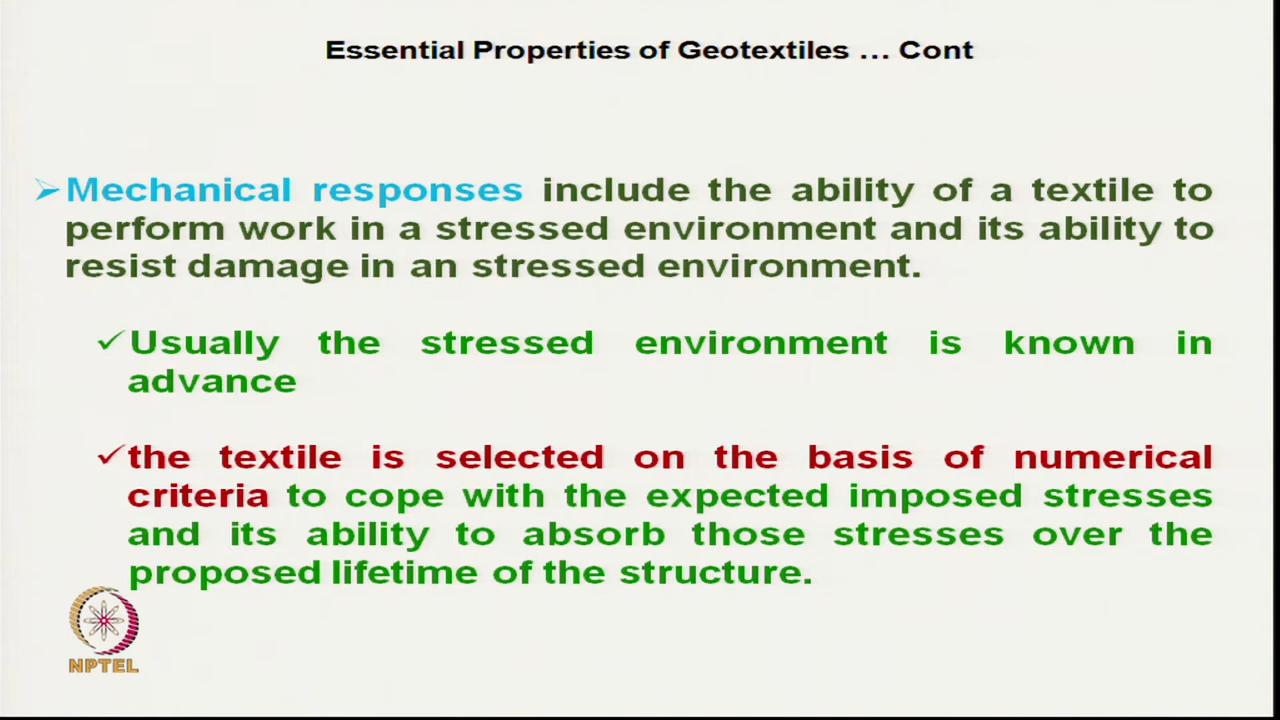 Essential Properties of Geotextiles ... Cont
➢Mechanical responses include the ability of a textile to
perform work in a stressed environment and its ability to
resist damage in an stressed environment.
✓Usually the stressed environment is known in
advance
✓the textile is selected on the basis of numerical
criteria to cope with the expected imposed stresses
and its ability to absorb those stresses over the
proposed lifetime of the structure.
NPTEL